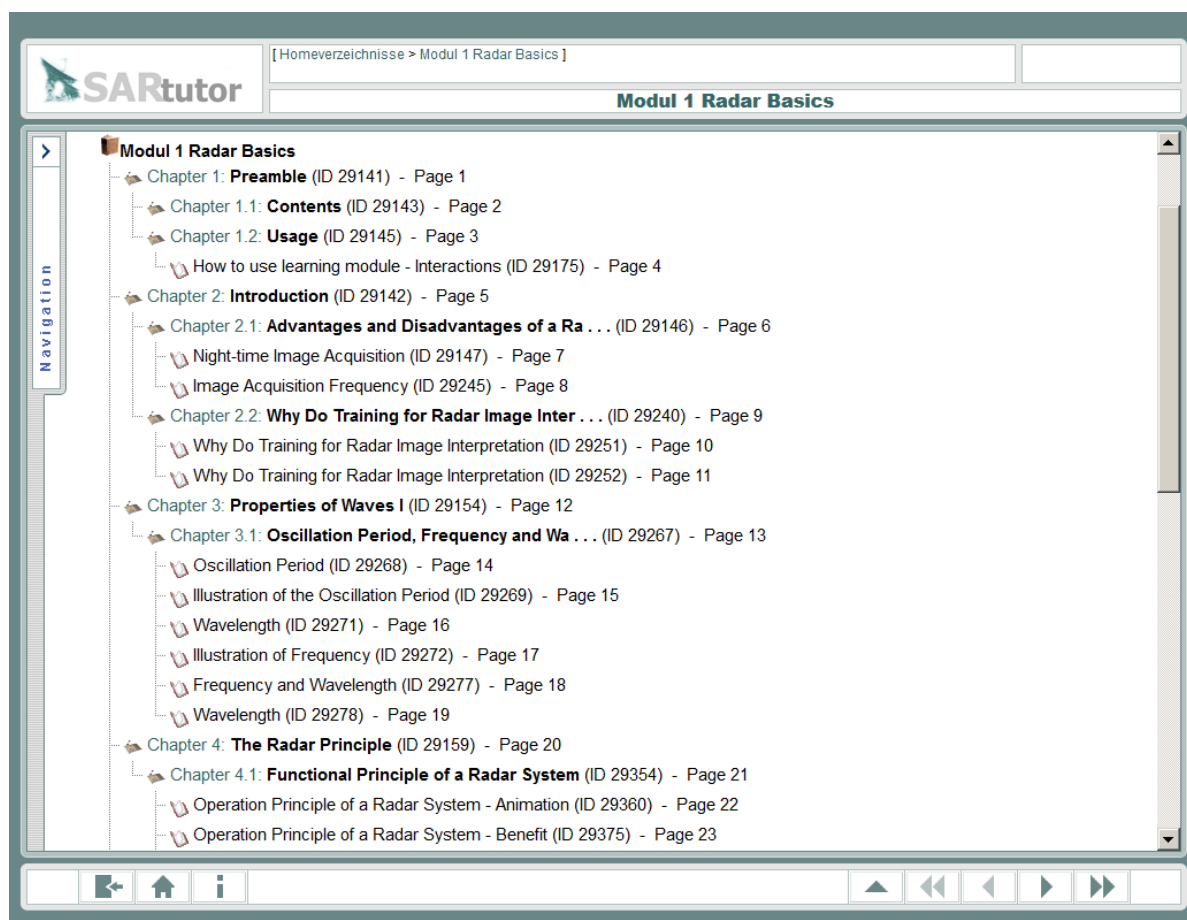 [ Homeverzeichnisse > Modul 1 Radar Basics ]
SARtutor
Modul 1 Radar Basics
Navigation
Modul 1 Radar Basics
Chapter 1: Preamble (ID 29141) - Page 1
Chapter 1.1: Contents (ID 29143) - Page 2
Chapter 1.2: Usage (ID 29145) - Page 3
How to use learning module - Interactions (ID 29175) - Page 4
Chapter 2: Introduction (ID 29142) - Page 5
Chapter 2.1: Advantages and Disadvantages of a Ra . . . (ID 29146) - Page 6
Night-time Image Acquisition (ID 29147) - Page 7
Image Acquisition Frequency (ID 29245) - Page 8
Chapter 2.2: Why Do Training for Radar Image Inter . . . (ID 29240) - Page 9
Why Do Training for Radar Image Interpretation (ID 29251) - Page 10
Why Do Training for Radar Image Interpretation (ID 29252) - Page 11
Chapter 3: Properties of Waves I (ID 29154) - Page 12
Chapter 3.1: Oscillation Period, Frequency and Wa . . . (ID 29267) - Page 13
Oscillation Period (ID 29268) - Page 14
Illustration of the Oscillation Period (ID 29269) - Page 15
Wavelength (ID 29271) - Page 16
Illustration of Frequency (ID 29272) - Page 17
Frequency and Wavelength (ID 29277) - Page 18
Wavelength (ID 29278) - Page 19
Chapter 4: The Radar Principle (ID 29159) - Page 20
Chapter 4.1: Functional Principle of a Radar System (ID 29354) - Page 21
Operation Principle of a Radar System - Animation (ID 29360) - Page 22
Operation Principle of a Radar System - Benefit (ID 29375) - Page 23